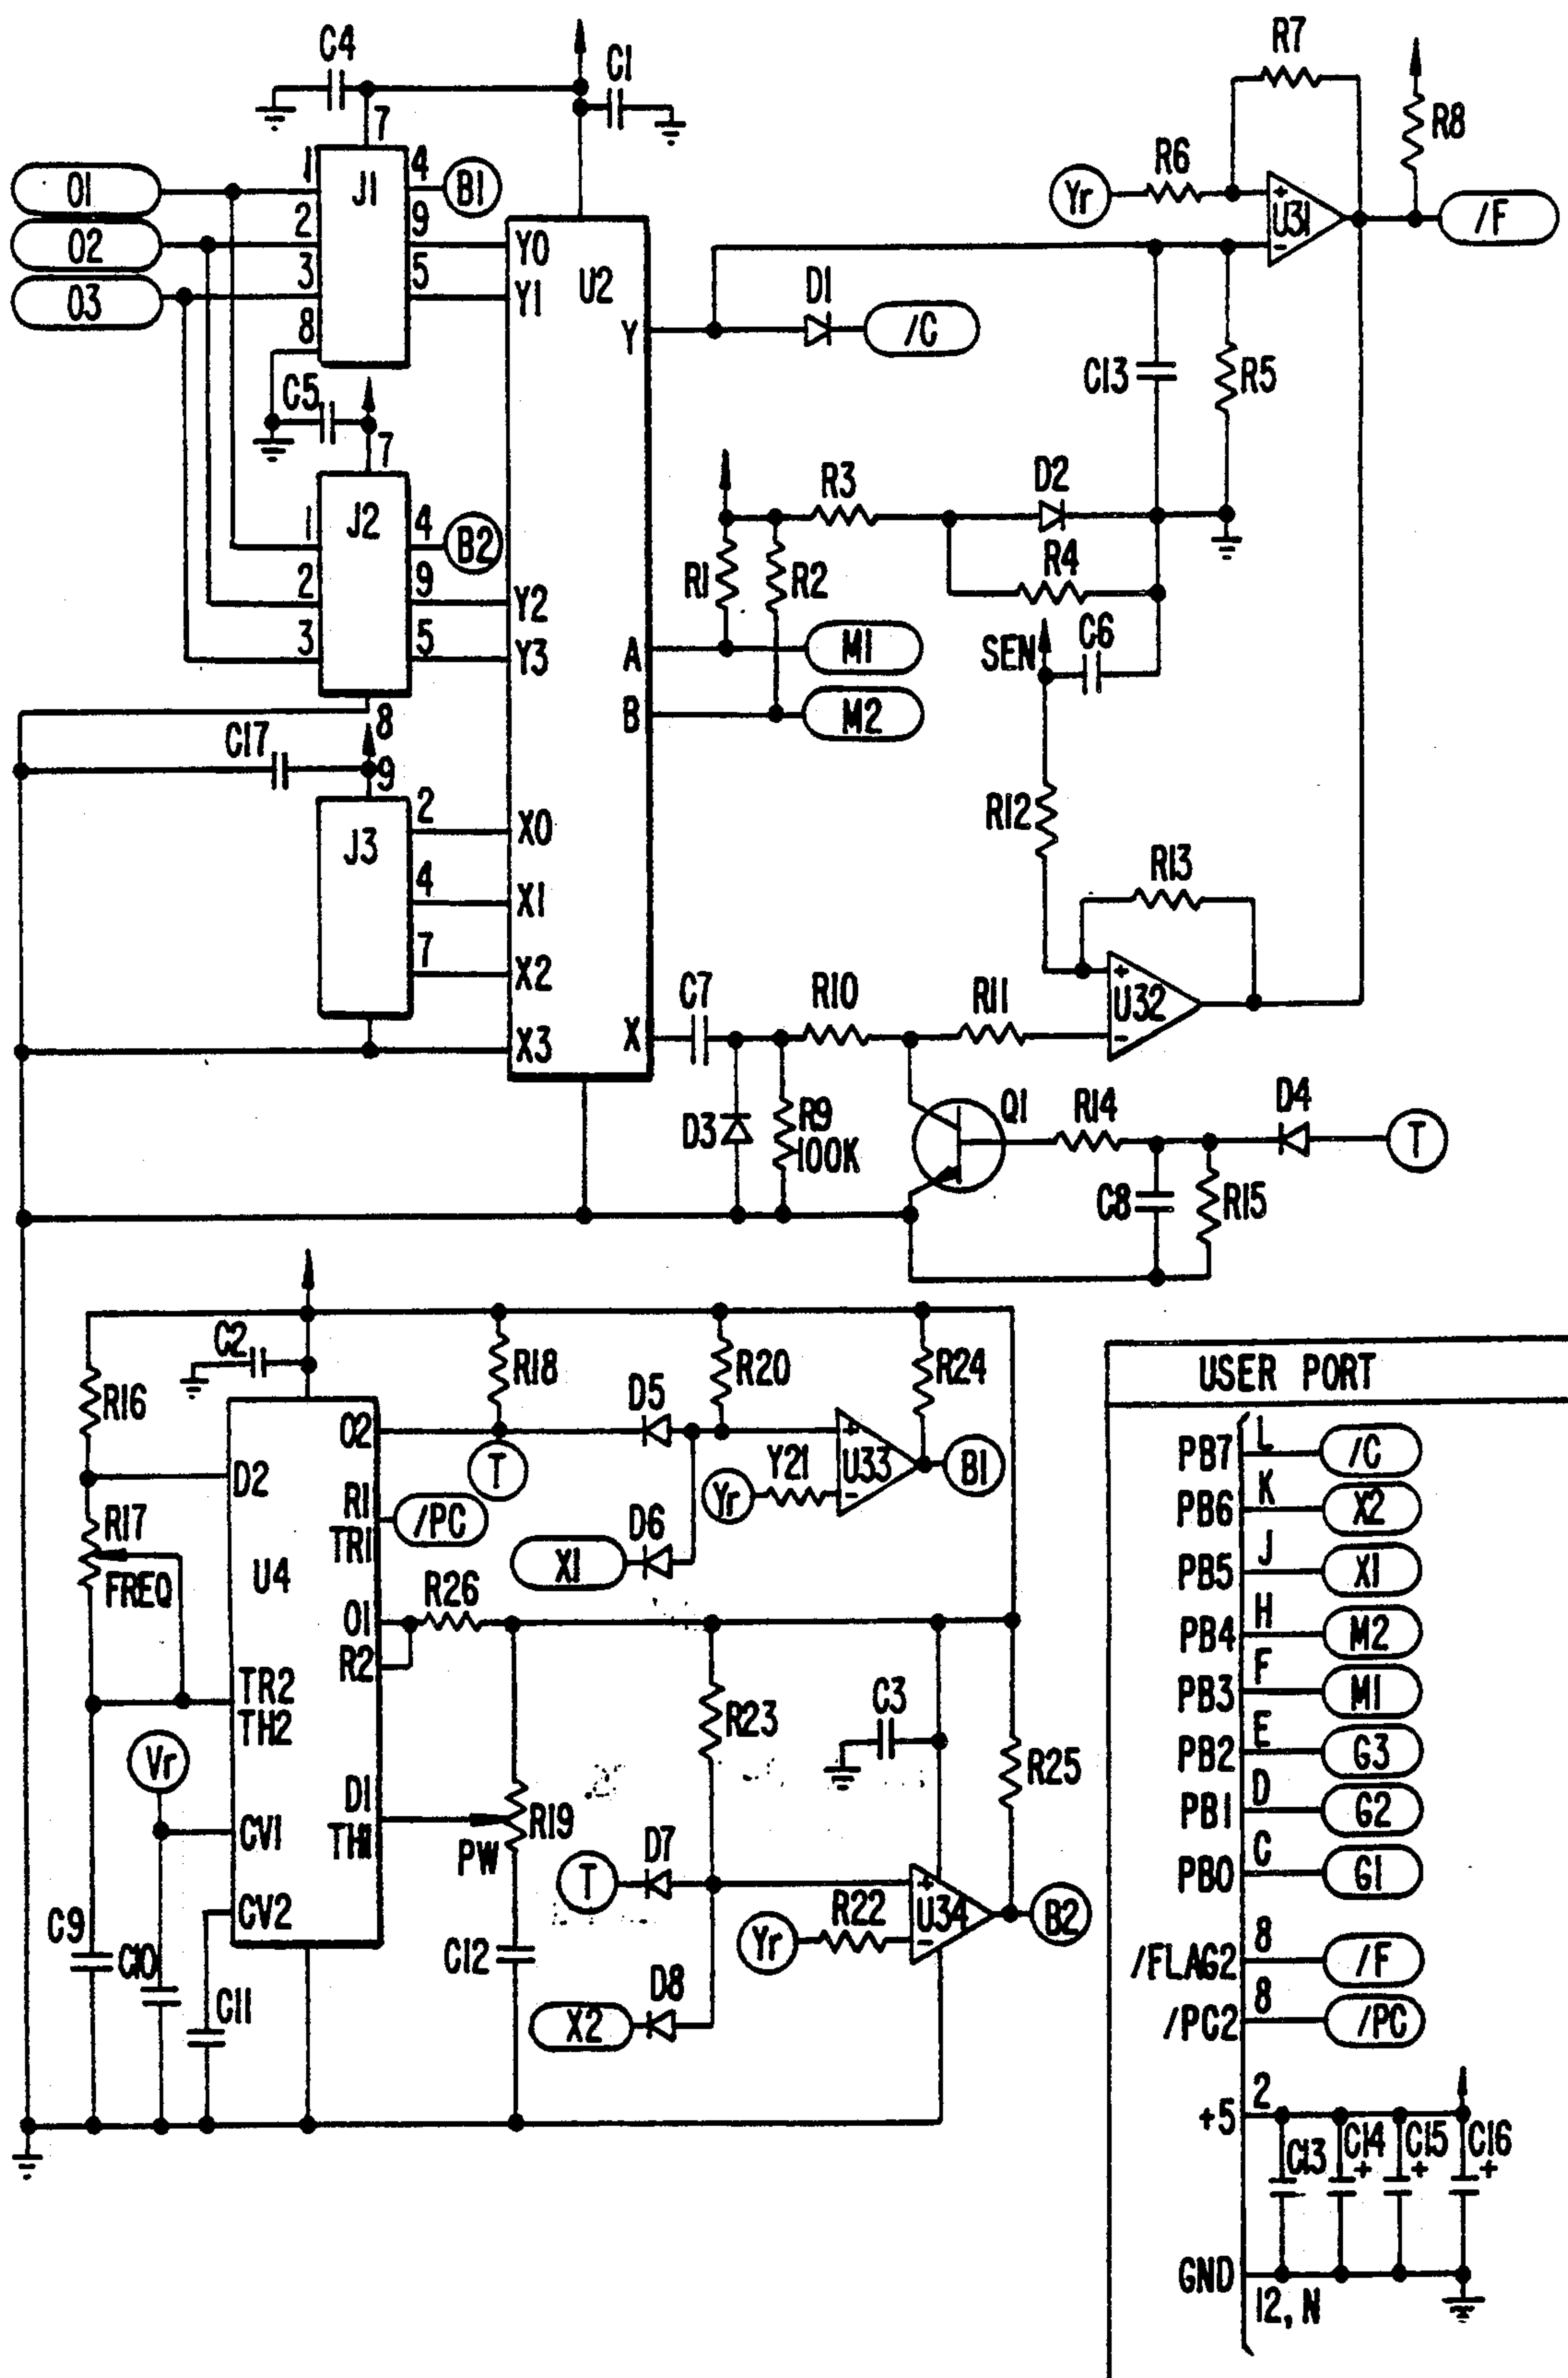 C4
C1
R7
R8
7
1
4
J1
B1
R6
Yr
+
U31
-
/F
01
02
03
2
9
3
5
8
Y0
Y1
U2
Y
D1
/C
C13
R5
C5
7
J2
1
4
B2
2
9
3
5
8
Y2
Y3
R3
D2
R4
R1
R2
SEN
C6
A
M1
B
M2
C17
9
J3
2
4
7
X0
X1
X2
X3
R12
R13
+
U32
-
X
C7
R10
R11
D3
R9
100K
Q1
R14
D4
T
C8
R15
C2
R16
R18
D5
R20
R24
02
T
D2
R1
TR1
/PC
Yr
Y21
+
U33
-
B1
R17
FREQ
U4
X1
D6
R26
01
R2
TR2
TH2
Vr
R23
C3
R25
D1
TH1
PW
R19
CV1
CV2
T
D7
Yr
R22
+
U34
-
B2
C9
C10
C11
C12
X2
D8
USER PORT
PB7 L /C
PB6 K X2
PB5 J X1
PB4 H M2
PB3 F M1
PB2 E G3
PB1 D G2
PB0 C G1
/FLAG2 8 /F
/PC2 8 /PC
+5 2
C13 C14 C15 C16
+ + +
GND
12, N